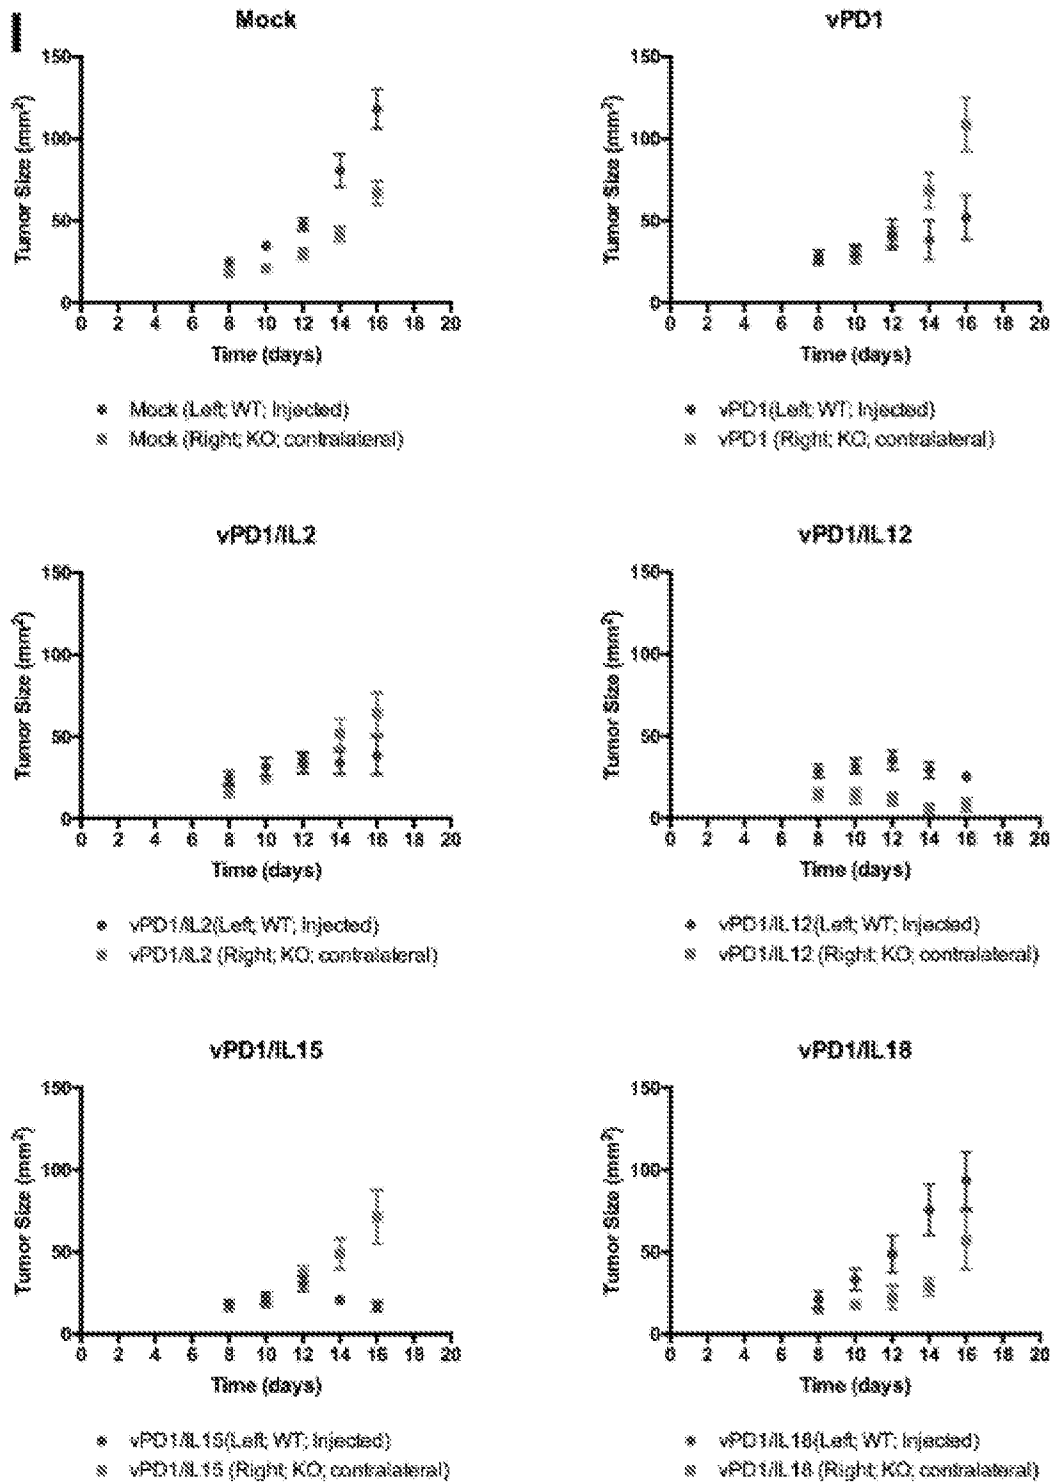 I
Mock
vPD1
150
100
50
0
Tumor Size (mm²)
0 2 4 6 8 10 12 14 16 18 20
Time (days)
150
100
50
0
Tumor Size (mm²)
0 2 4 6 8 10 12 14 16 18 20
Time (days)
Mock (Left; WT; Injected)
Mock (Right; KO; contralateral)
vPD1(Left; WT; Injected)
vPD1 (Right; KO; contralateral)
vPD1/IL2
vPD1/IL12
150
100
50
0
Tumor Size (mm²)
0 2 4 6 8 10 12 14 16 18 20
Time (days)
150
100
50
0
Tumor Size (mm²)
0 2 4 6 8 10 12 14 16 18 20
Time (days)
vPD1/IL2(Left; WT; Injected)
vPD1/IL2 (Right; KO; contralateral)
vPD1/IL12(Left; WT; Injected)
vPD1/IL12 (Right; KO; contralateral)
vPD1/IL15
vPD1/IL18
150
100
50
0
Tumor Size (mm²)
0 2 4 6 8 10 12 14 16 18 20
Time (days)
150
100
50
0
Tumor Size (mm²)
0 2 4 6 8 10 12 14 16 18 20
Time (days)
vPD1/IL15(Left; WT; Injected)
vPD1/IL15 (Right; KO; contralateral)
vPD1/IL18(Left; WT; Injected)
vPD1/IL18 (Right; KO; contralateral)